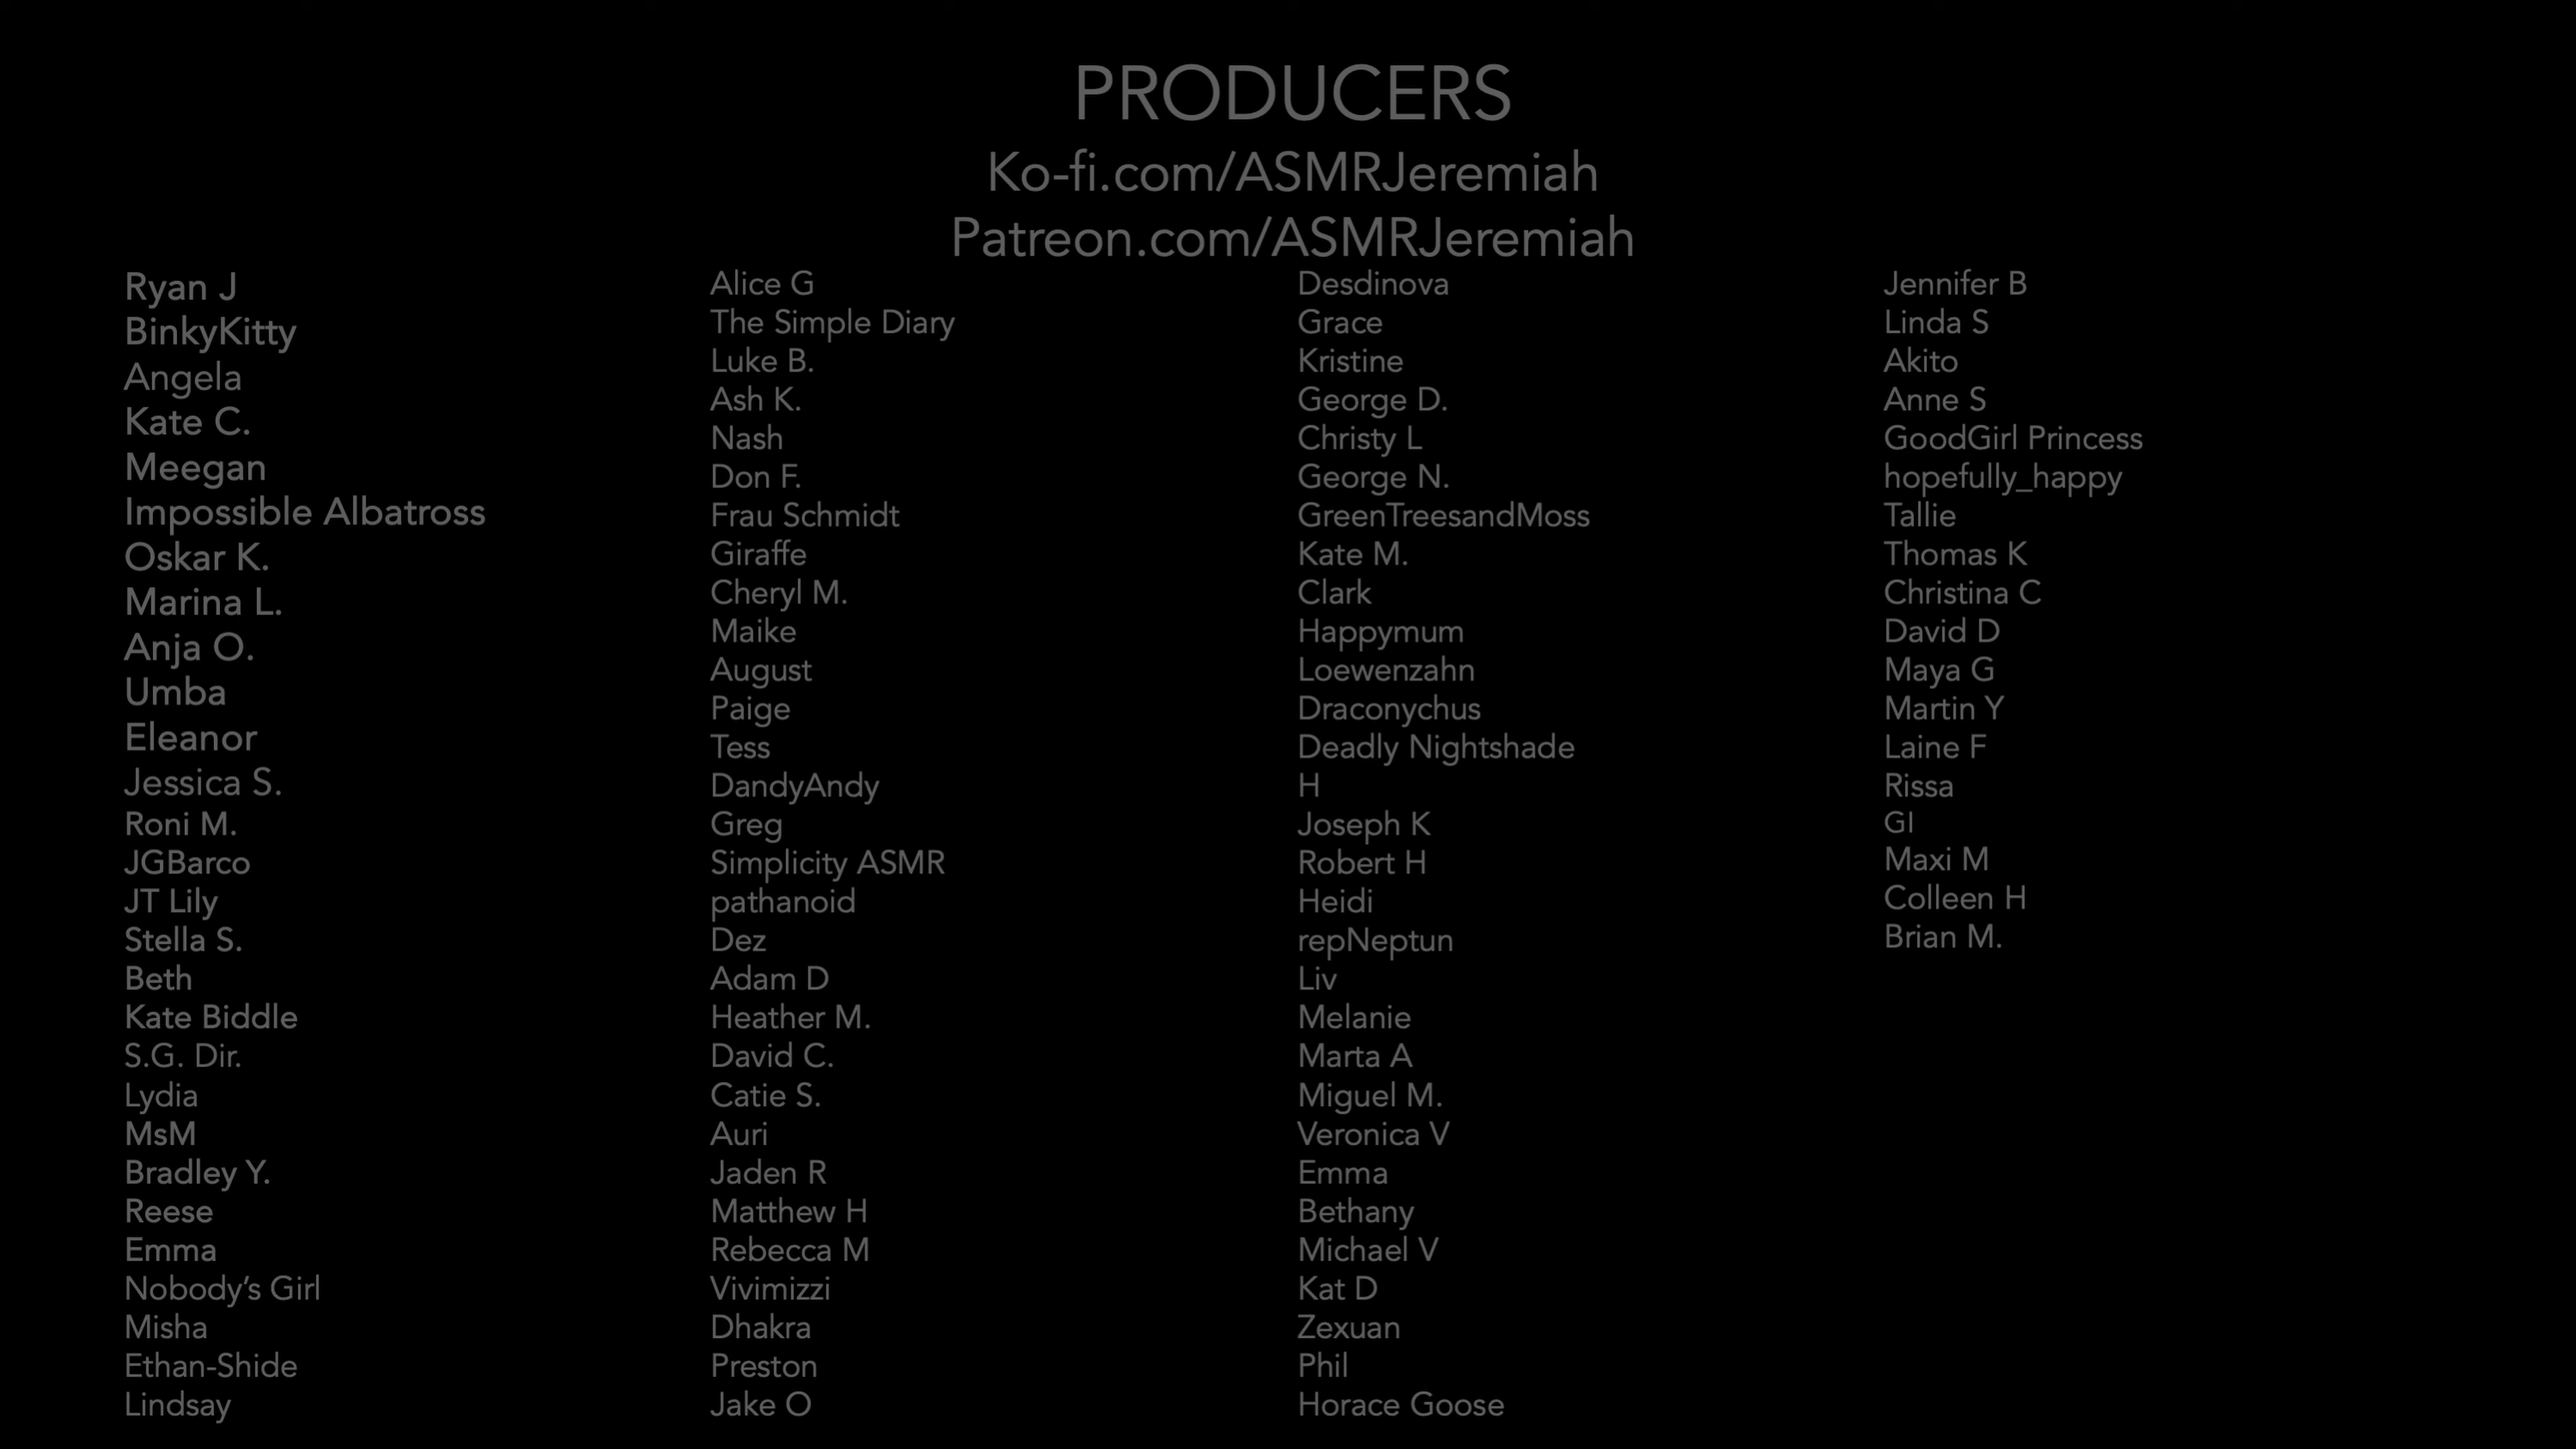 PRODUCERS
Ko-fi.com/ASMRJeremiah
Patreon.com/ASMRJeremiah
Ryan J
BinkyKitty
Angela
Kate C.
Meegan
Impossible Albatross
Oskar K.
Marina L.
Anja O.
Umba
Eleanor
Jessica S.
Roni M.
JGBarco
JT Lily
Stella S.
Beth
Kate Biddle
S.G. Dir.
Lydia
MsM
Bradley Y.
Reese
Emma
Nobody’s Girl
Misha
Ethan-Shide
Lindsay
Alice G
The Simple Diary
Luke B.
Ash K.
Nash
Don F.
Frau Schmidt
Giraffe
Cheryl M.
Maike
August
Paige
Tess
DandyAndy
Greg
Simplicity ASMR
pathanoid
Dez
Adam D
Heather M.
David C.
Catie S.
Auri
Jaden R
Matthew H
Rebecca M
Vivimizzi
Dhakra
Preston
Jake O
Desdinova
Grace
Kristine
George D.
Christy L
George N.
GreenTreesandMoss
Kate M.
Clark
Happymum
Loewenzahn
Draconychus
Deadly Nightshade
H
Joseph K
Robert H
Heidi
repNeptun
Liv
Melanie
Marta A
Miguel M.
Veronica V
Emma
Bethany
Michael V
Kat D
Zexuan
Phil
Horace Goose
Jennifer B
Linda S
Akito
Anne S
GoodGirl Princess
hopefully_happy
Tallie
Thomas K
Christina C
David D
Maya G
Martin Y
Laine F
Rissa
GI
Maxi M
Colleen H
Brian M.